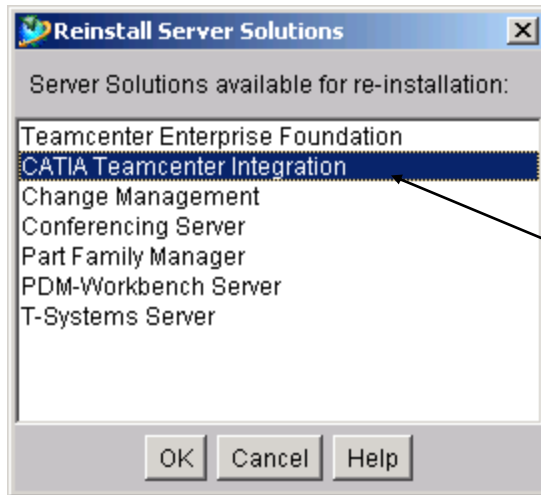 Reinstall Server Solutions
Server Solutions available for re-installation:
Teamcenter Enterprise Foundation
CATIA Teamcenter Integration
Change Management
Conferencing Server
Part Family Manager
PDM-Workbench Server
T-Systems Server
OK Cancel Help